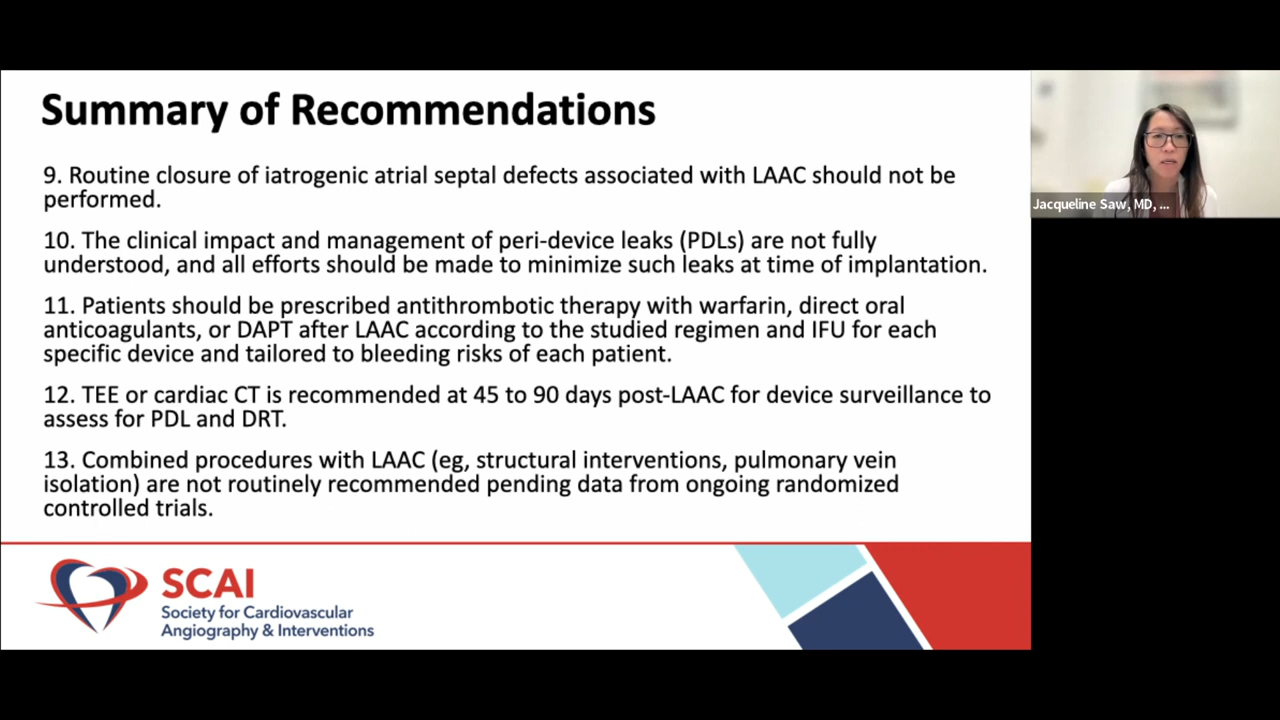 Summary of Recommendations
9. Routine closure of iatrogenic atrial septal defects associated with LAAC should not be
performed.
10. The clinical impact and management of peri-device leaks (PDLs) are not fully
understood, and all efforts should be made to minimize such leaks at time of implantation.
11. Patients should be prescribed antithrombotic therapy with warfarin, direct oral
anticoagulants, or DAPT after LAAC according to the studied regimen and IFU for each
specific device and tailored to bleeding risks of each patient.
12. TEE or cardiac CT is recommended at 45 to 90 days post-LAAC for device surveillance to
assess for PDL and DRT.
13. Combined procedures with LAAC (eg, structural interventions, pulmonary vein
isolation) are not routinely recommended pending data from ongoing randomized
controlled trials.
SCAI
Society for Cardiovascular
Angiography & Interventions
Jacqueline Saw, MD, ...